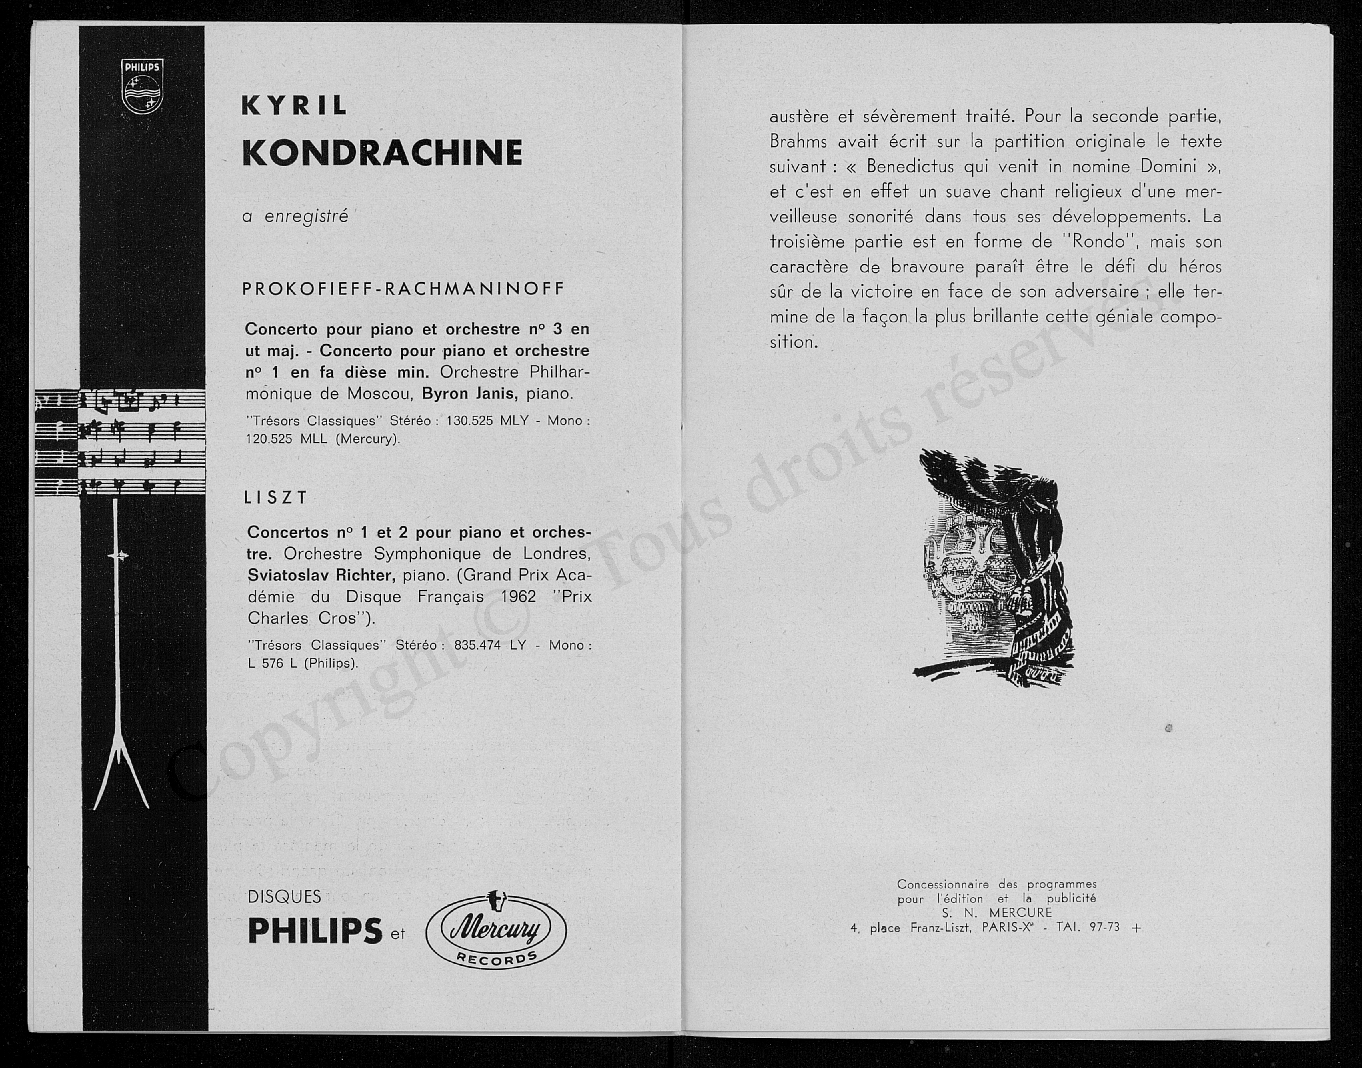 PHILIPS
KYRIL
KONDRACHINE
a enregistré
PROKOFIEFF-RACHMANINOFF
Concerto pour piano et orchestre nº 3 en
ut maj. - Concerto pour piano et orchestre
nº 1 en fa dièse min. Orchestre Philhar-
mónique de Moscou, Byron Janis, piano.
"Trésors Classiques" Stéréo : 130.525 MLY - Mono :
120.525 MLL (Mercury).
LISZT
Concertos nº 1 et 2 pour piano et orches-
tre. Orchestre Symphonique de Londres,
Sviatoslav Richter, piano. (Grand Prix Aca-
démie du Disque Français 1962 "Prix
Charles Cros").
"Trésors Classiques" Stéréo : 835.474 LY - Mono :
L 576 L (Philips).
DISQUES
PHILIPS et Mercury
RECORDS
austère et sévèrement traité. Pour la seconde partie,
Brahms avait écrit sur la partition originale le texte
suivant : « Benedictus qui venit in nomine Domini »,
et c'est en effet un suave chant religieux d'une mer-
veilleuse sonorité dans tous ses développements. La
troisième partie est en forme de "Rondo", mais son
caractère de bravoure paraît être le défi du héros
sûr de la victoire en face de son adversaire ; elle ter-
mine de la façon la plus brillante cette géniale compo-
sition.
Concessionnaire des programmes
pour l'édition et la publicité
S. N. MERCURE
4, place Franz-Liszt, PARIS-Xº - TAI. 97-73 +
Copyright © - Tous droits réservés.